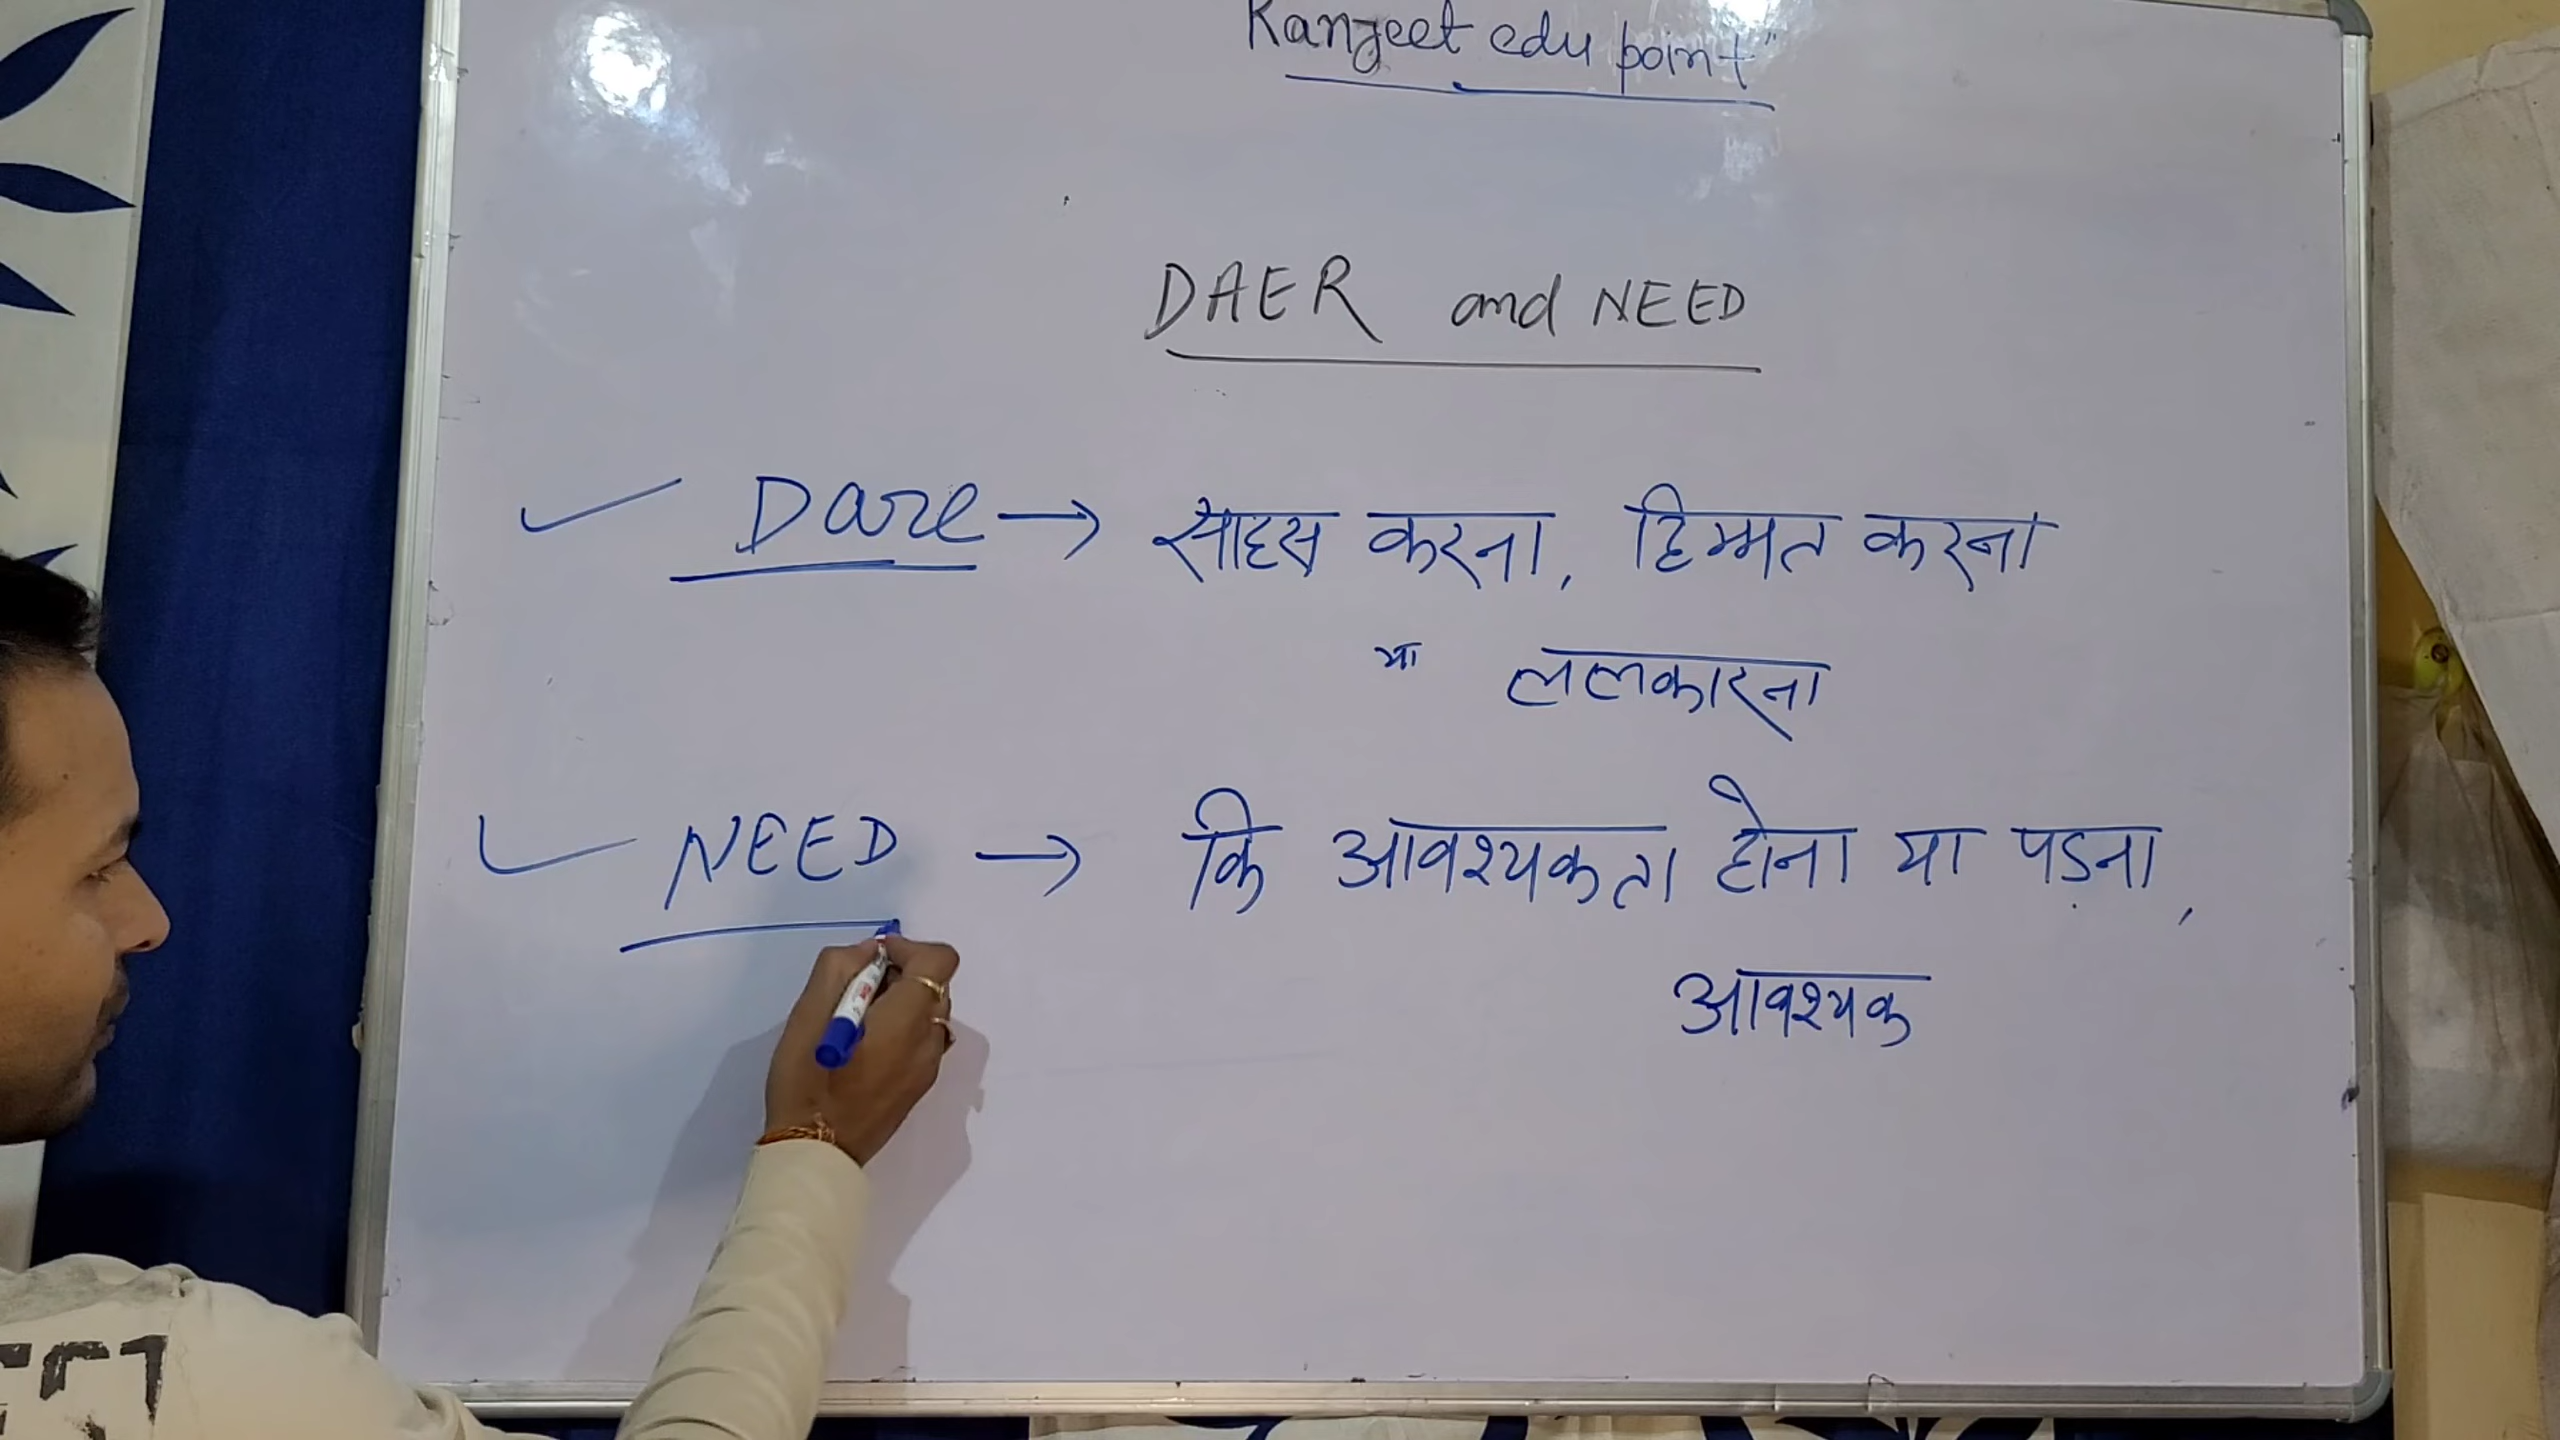 Ranjeet edu point"
DAER and NEED
Dare → साहस करना, हिम्मत करना
या ललकारना
NEED → कि आवश्यकता होना या पड़ना,
आवश्यक